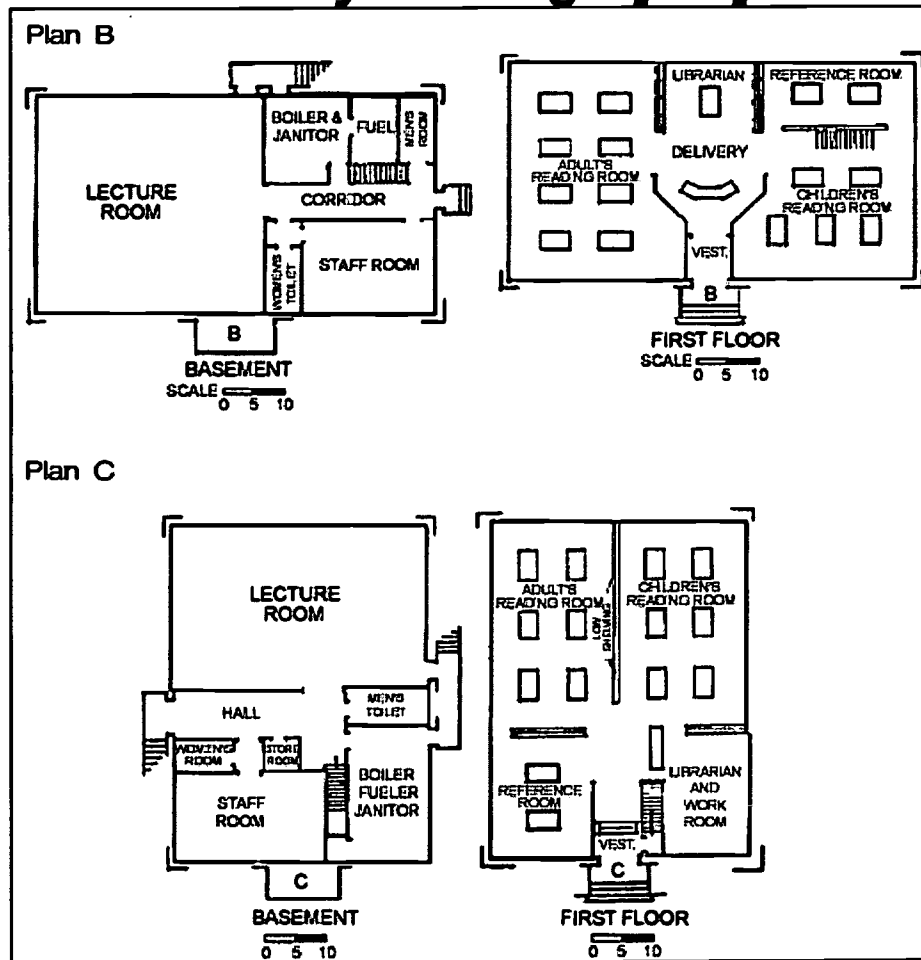 Plan B
BOILER &
JANITOR
FUEL
MEN'S
ROOM
LECTURE
ROOM
CORRIDOR
WOMEN'S
TOILET
STAFF ROOM
B
BASEMENT
SCALE
0 5 10
LIBRARIAN
REFERENCE ROOM
DELIVERY
ADULT'S
READING ROOM
CHILDREN'S
READING ROOM
VEST.
B
FIRST FLOOR
SCALE
0 5 10
Plan C
LECTURE
ROOM
HALL
MEN'S
TOILET
WOMEN'S
ROOM
STORE
ROOM
STAFF
ROOM
BOILER
FUELER
JANITOR
C
BASEMENT
0 5 10
ADULT'S
READING ROOM
LOW
SHELVING
CHILDREN'S
READING ROOM
REFERENCE
ROOM
LIBRARIAN
AND
WORK
ROOM
VEST.
C
FIRST FLOOR
0 5 10